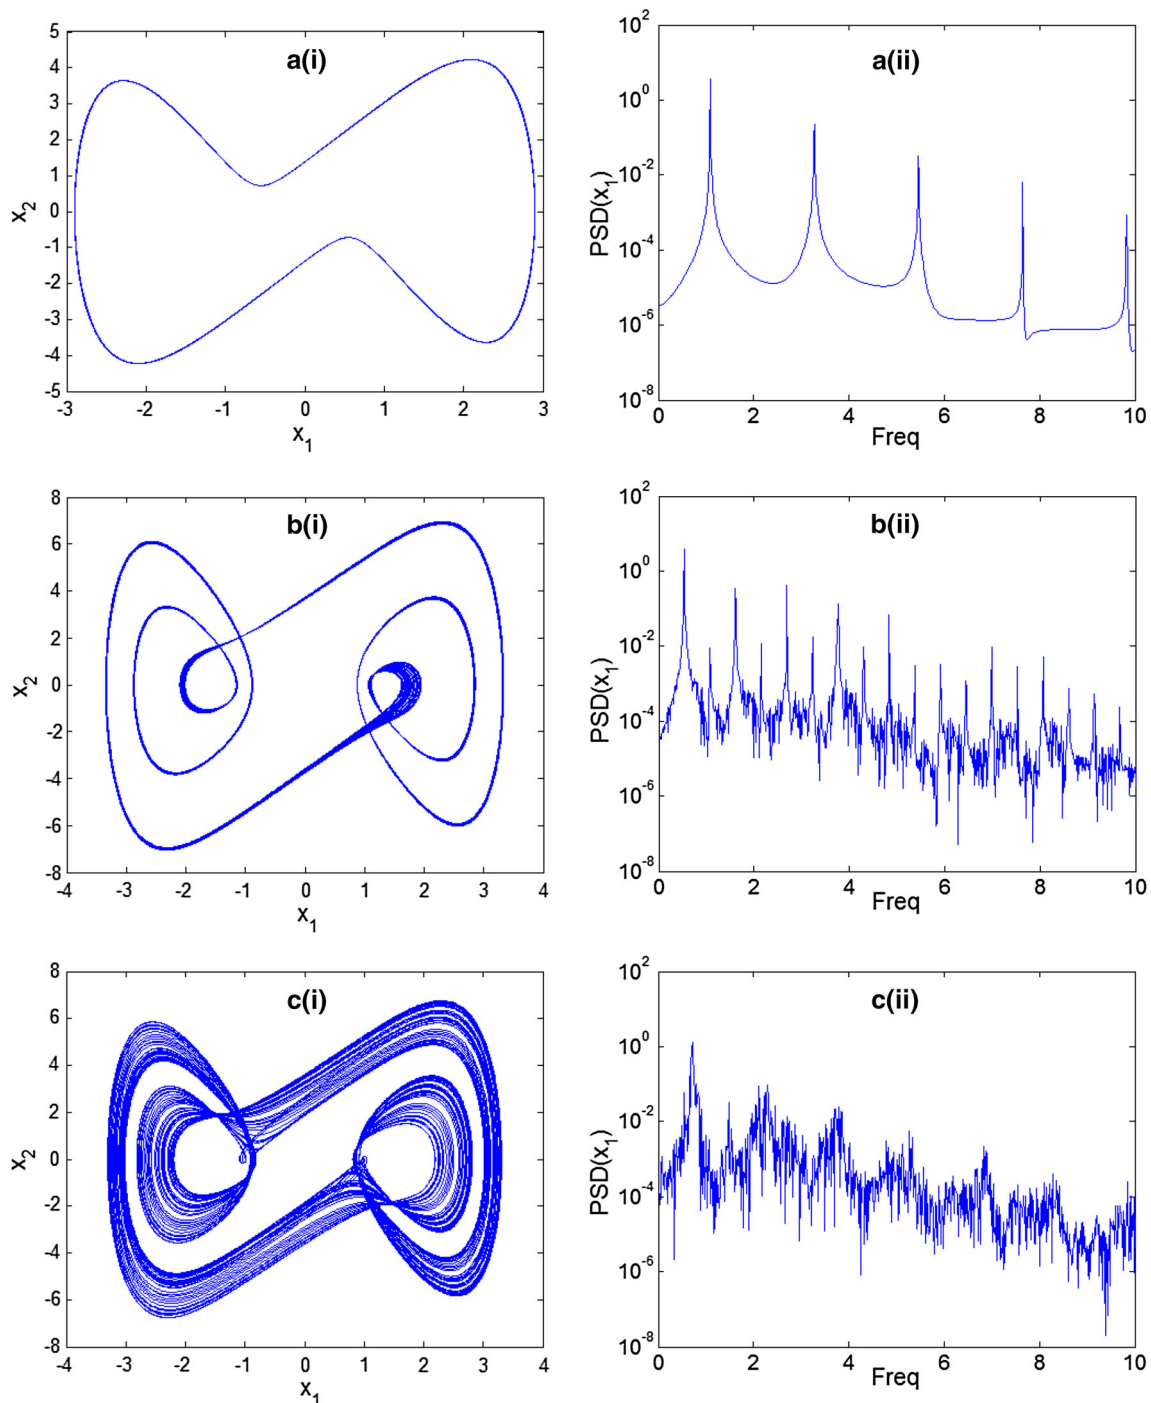 a(i)
5
4
3
2
1
0
-1
-2
-3
-4
-5
x2
-3 -2 -1 0 1 2 3
x1
a(ii)
10^2
10^0
10^-2
10^-4
10^-6
10^-8
PSD(x1)
0 2 4 6 8 10
Freq
b(i)
8
6
4
2
0
-2
-4
-6
-8
x2
-4 -3 -2 -1 0 1 2 3 4
x1
b(ii)
10^2
10^0
10^-2
10^-4
10^-6
10^-8
PSD(x1)
0 2 4 6 8 10
Freq
c(i)
8
6
4
2
0
-2
-4
-6
-8
x2
-4 -3 -2 -1 0 1 2 3 4
x1
c(ii)
10^2
10^0
10^-2
10^-4
10^-6
10^-8
PSD(x1)
0 2 4 6 8 10
Freq